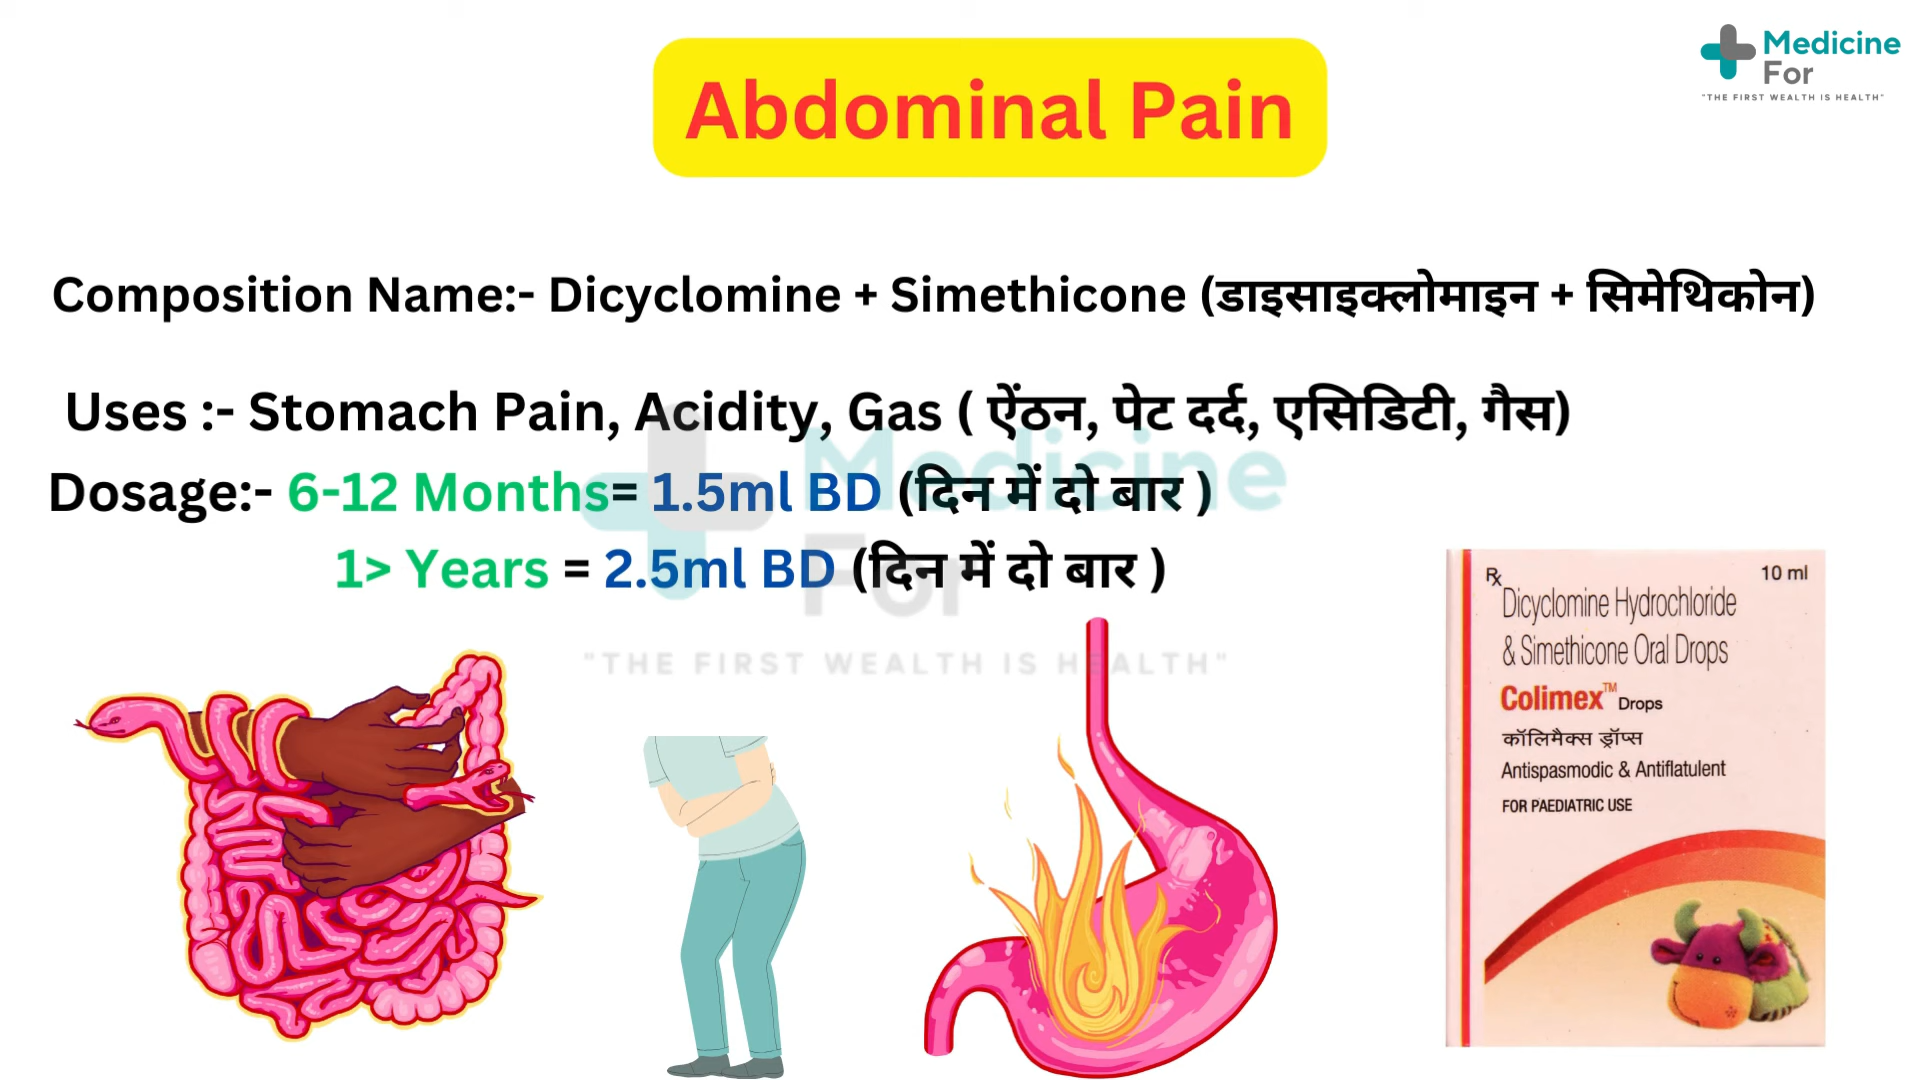 Medicine
For
"THE FIRST WEALTH IS HEALTH"
Abdominal Pain
Composition Name:- Dicyclomine + Simethicone (डाइसाइक्लोमाइन + सिमेथिकोन)
Uses :- Stomach Pain, Acidity, Gas ( ऐंठन, पेट दर्द, एसिडिटी, गैस)
Dosage:- 6-12 Months= 1.5ml BD (दिन में दो बार )
1> Years = 2.5ml BD (दिन में दो बार )
Medicine
For
"THE FIRST WEALTH IS HEALTH"
Rx
10 ml
Dicyclomine Hydrochloride
& Simethicone Oral Drops
Colimex™ Drops
कॉलिमैक्स ड्रॉप्स
Antispasmodic & Antiflatulent
FOR PAEDIATRIC USE